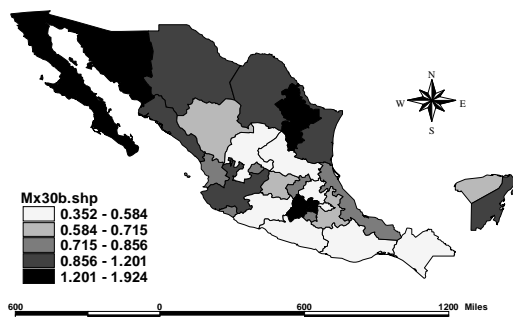 N
W E
S
Mx30b.shp
0.352 - 0.584
0.584 - 0.715
0.715 - 0.856
0.856 - 1.201
1.201 - 1.924
600 0 600 1200 Miles